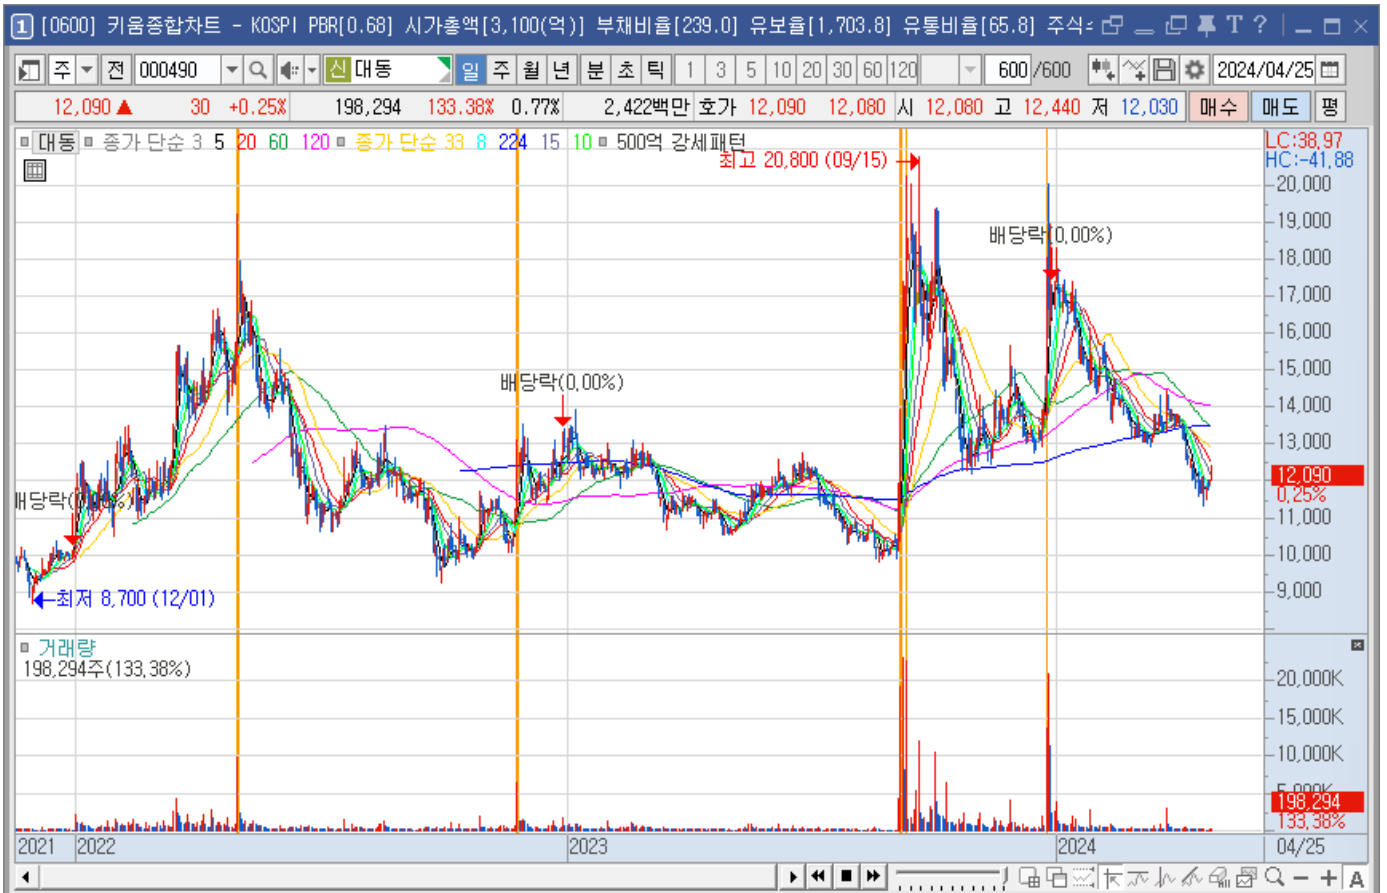 1 [0600] 키움종합차트 - KOSPI PBR[0.68] 시가총액[3,100(억)] 부채비율[239.0] 유보율[1,703.8] 유통비율[65.8] 주식
주 전 000490 신 대동 일 주 월 년 분 초 틱 1 3 5 10 20 30 60 120 600 /600 2024/04/25
12,090 ▲ 30 +0.25% 198,294 133.38% 0.77% 2,422백만 호가 12,090 12,080 시 12,080 고 12,440 저 12,030 매수 매도 평
대동 종가 단순 3 5 20 60 120 종가 단순 33 8 224 15 10 500억 강세패턴
LC:38.97
HC:-41.88
최고 20,800 (09/15)
20,000
19,000
배당락(0.00%)
18,000
17,000
16,000
15,000
배당락(0.00%)
14,000
13,000
12,090
0.25%
배당락(0.00%)
11,000
10,000
9,000
최저 8,700 (12/01)
거래량
198,294주(133.38%)
20,000K
15,000K
10,000K
5,000K
198,294
133.38%
2021 2022 2023 2024 04/25
A